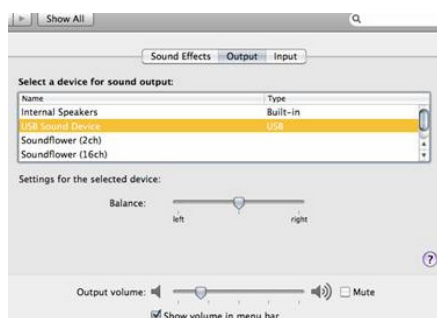 Show All
Sound Effects Output Input
Select a device for sound output:
Name Type
Internal Speakers Built-in
USB Sound Device USB
Soundflower (2ch)
Soundflower (16ch)
Settings for the selected device:
Balance:
left right
?
Output volume: Mute
Show volume in menu bar